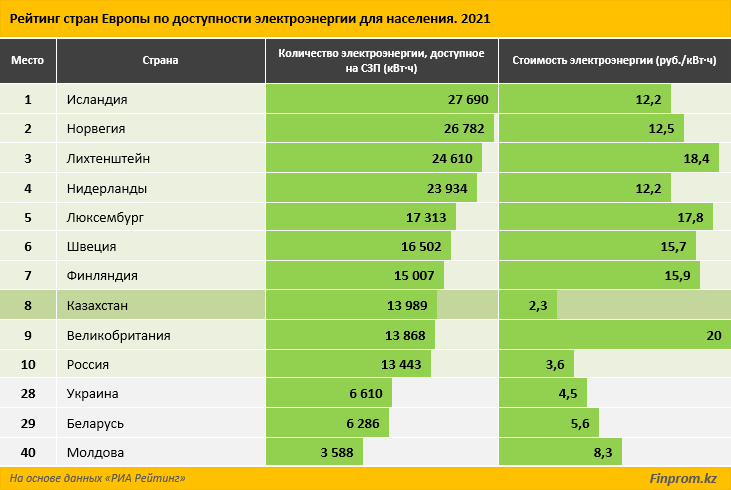 Рейтинг стран Европы по доступности электроэнергии для населения. 2021
Место Страна Количество электроэнергии, доступное на СЗП (кВт·ч) Стоимость электроэнергии (руб./кВт·ч)
1 Исландия 27 690 12,2
2 Норвегия 26 782 12,5
3 Лихтенштейн 24 610 18,4
4 Нидерланды 23 934 12,2
5 Люксембург 17 313 17,8
6 Швеция 16 502 15,7
7 Финляндия 15 007 15,9
8 Казахстан 13 989 2,3
9 Великобритания 13 868 20
10 Россия 13 443 3,6
28 Украина 6 610 4,5
29 Беларусь 6 286 5,6
40 Молдова 3 588 8,3
На основе данных «РИА Рейтинг» Finprom.kz